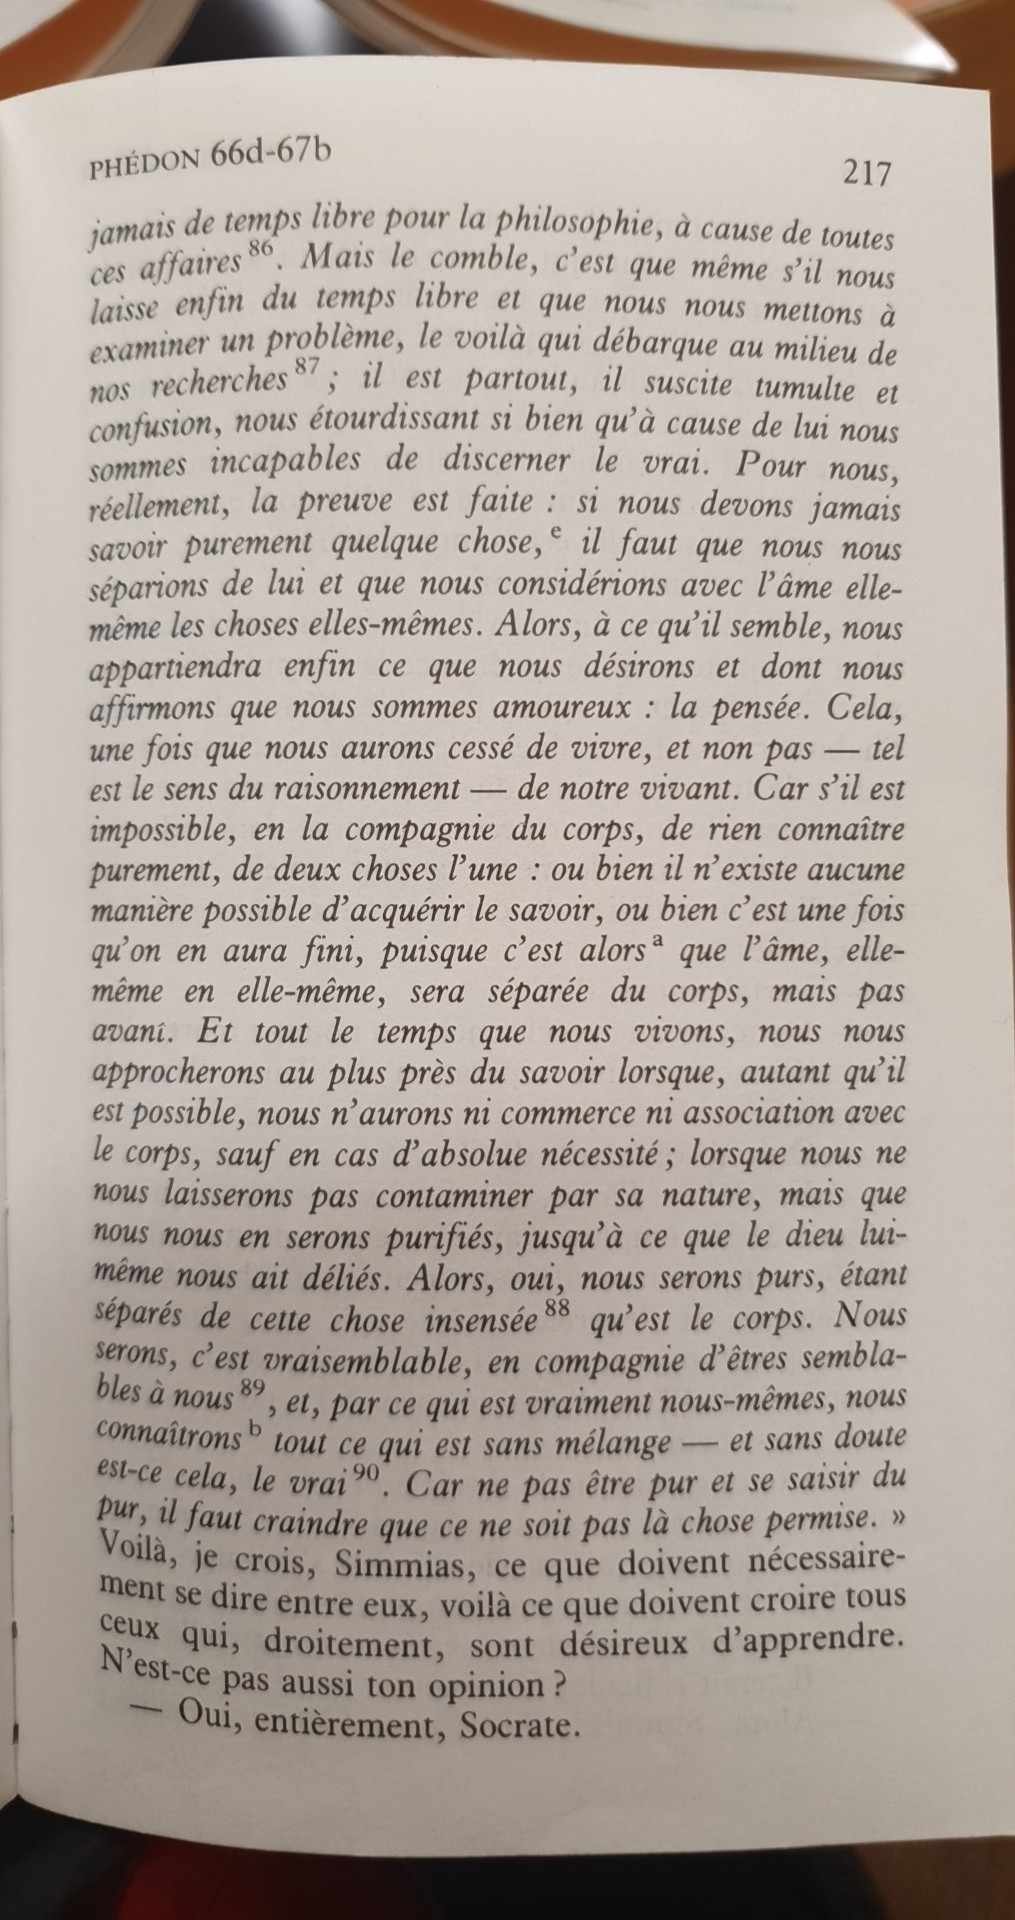 PHÉDON 66d-67b
217
jamais de temps libre pour la philosophie, à cause de toutes
ces affaires 86. Mais le comble, c'est que même s'il nous
laisse enfin du temps libre et que nous nous mettons à
examiner un problème, le voilà qui débarque au milieu de
nos recherches 87 ; il est partout, il suscite tumulte et
confusion, nous étourdissant si bien qu'à cause de lui nous
sommes incapables de discerner le vrai. Pour nous,
réellement, la preuve est faite : si nous devons jamais
savoir purement quelque chose, e il faut que nous nous
séparions de lui et que nous considérions avec l'âme elle-
même les choses elles-mêmes. Alors, à ce qu'il semble, nous
appartiendra enfin ce que nous désirons et dont nous
affirmons que nous sommes amoureux : la pensée. Cela,
une fois que nous aurons cessé de vivre, et non pas — tel
est le sens du raisonnement — de notre vivant. Car s'il est
impossible, en la compagnie du corps, de rien connaître
purement, de deux choses l'une : ou bien il n'existe aucune
manière possible d'acquérir le savoir, ou bien c'est une fois
qu'on en aura fini, puisque c'est alors a que l'âme, elle-
même en elle-même, sera séparée du corps, mais pas
avant. Et tout le temps que nous vivons, nous nous
approcherons au plus près du savoir lorsque, autant qu'il
est possible, nous n'aurons ni commerce ni association avec
le corps, sauf en cas d'absolue nécessité ; lorsque nous ne
nous laisserons pas contaminer par sa nature, mais que
nous nous en serons purifiés, jusqu'à ce que le dieu lui-
même nous ait déliés. Alors, oui, nous serons purs, étant
séparés de cette chose insensée 88 qu'est le corps. Nous
serons, c'est vraisemblable, en compagnie d'êtres sembla-
bles à nous 89, et, par ce qui est vraiment nous-mêmes, nous
connaîtrons b tout ce qui est sans mélange — et sans doute
est-ce cela, le vrai 90. Car ne pas être pur et se saisir du
pur, il faut craindre que ce ne soit pas là chose permise. »
Voilà, je crois, Simmias, ce que doivent nécessaire-
ment se dire entre eux, voilà ce que doivent croire tous
ceux qui, droitement, sont désireux d'apprendre.
N'est-ce pas aussi ton opinion ?
— Oui, entièrement, Socrate.